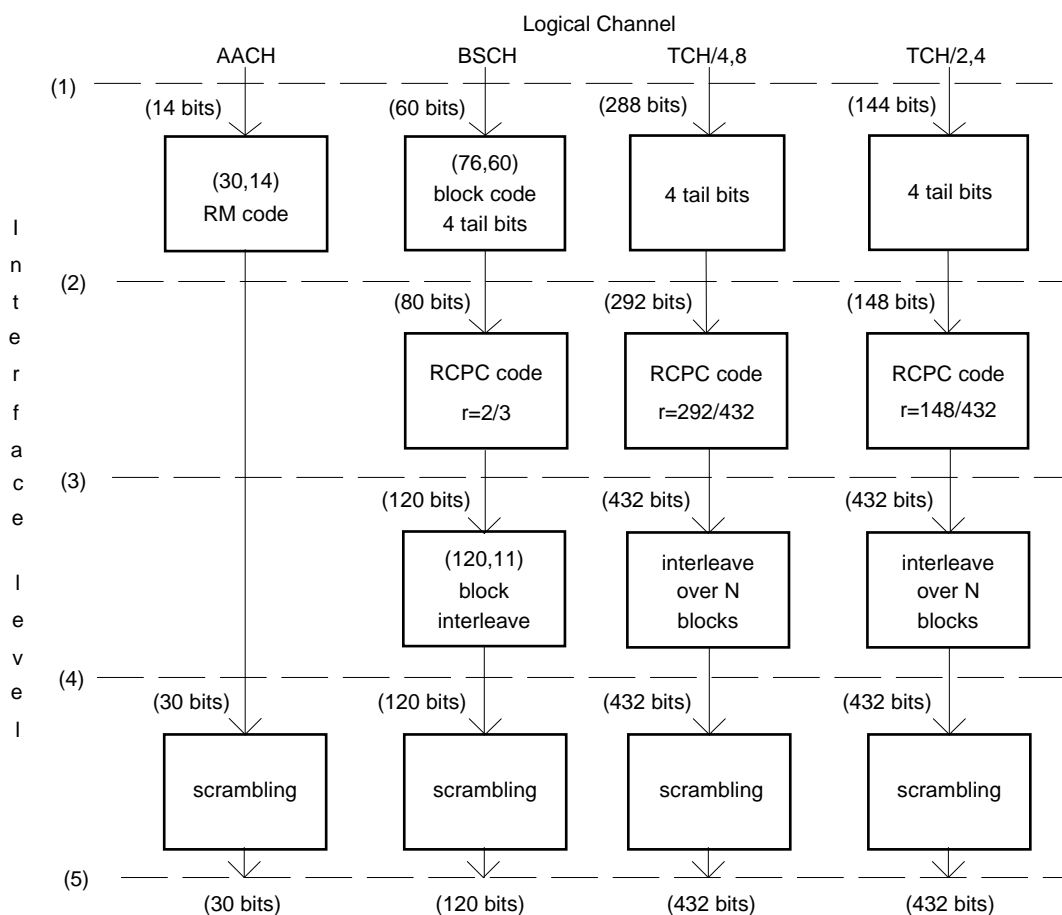 Logical Channel
AACH BSCH TCH/4,8 TCH/2,4
(1)
(14 bits) (60 bits) (288 bits) (144 bits)
(30,14)
RM code
(76,60)
block code
4 tail bits
4 tail bits
4 tail bits
(2)
(80 bits) (292 bits) (148 bits)
RCPC code
r=2/3
RCPC code
r=292/432
RCPC code
r=148/432
(3)
(120 bits) (432 bits) (432 bits)
(120,11)
block
interleave
interleave
over N
blocks
interleave
over N
blocks
(4)
(30 bits) (120 bits) (432 bits) (432 bits)
scrambling scrambling scrambling scrambling
(5)
(30 bits) (120 bits) (432 bits) (432 bits)
Interface level